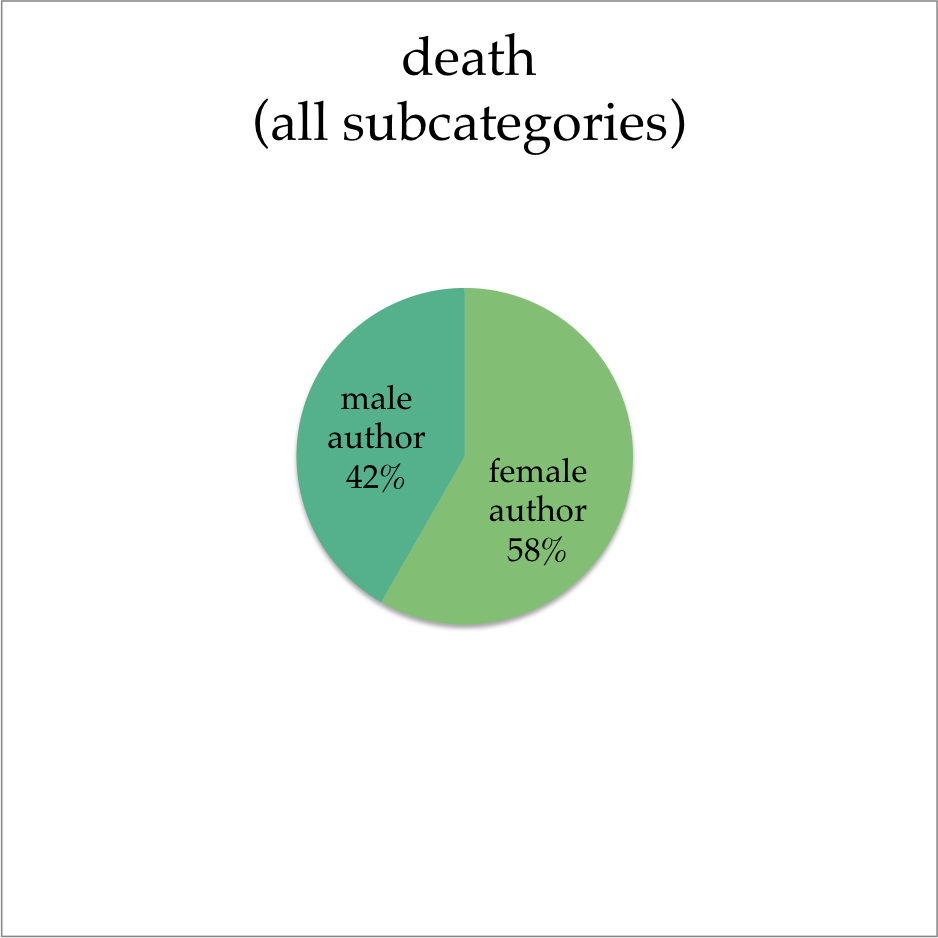 death
(all subcategories)
male
author
42%
female
author
58%